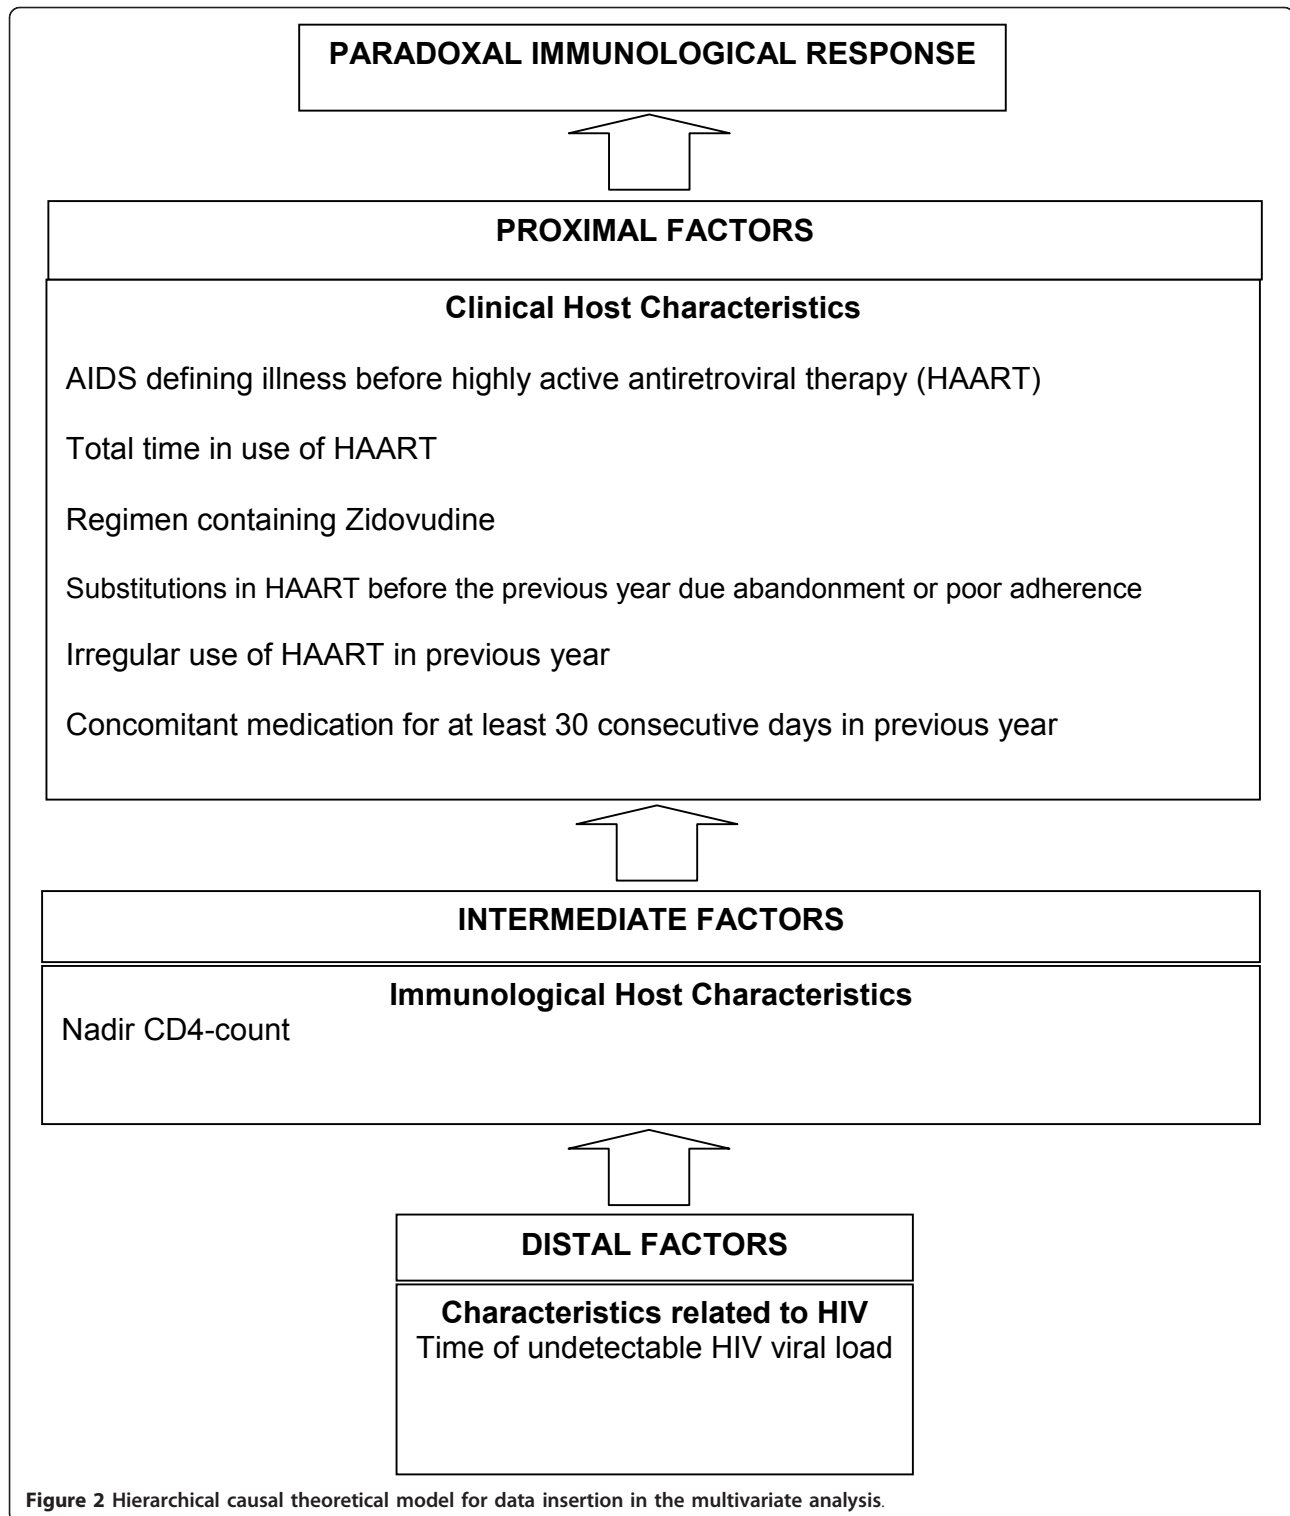 PARADOXAL IMMUNOLOGICAL RESPONSE
PROXIMAL FACTORS
Clinical Host Characteristics
AIDS defining illness before highly active antiretroviral therapy (HAART)
Total time in use of HAART
Regimen containing Zidovudine
Substitutions in HAART before the previous year due abandonment or poor adherence
Irregular use of HAART in previous year
Concomitant medication for at least 30 consecutive days in previous year
INTERMEDIATE FACTORS
Immunological Host Characteristics
Nadir CD4-count
DISTAL FACTORS
Characteristics related to HIV
Time of undetectable HIV viral load
Figure 2 Hierarchical causal theoretical model for data insertion in the multivariate analysis.